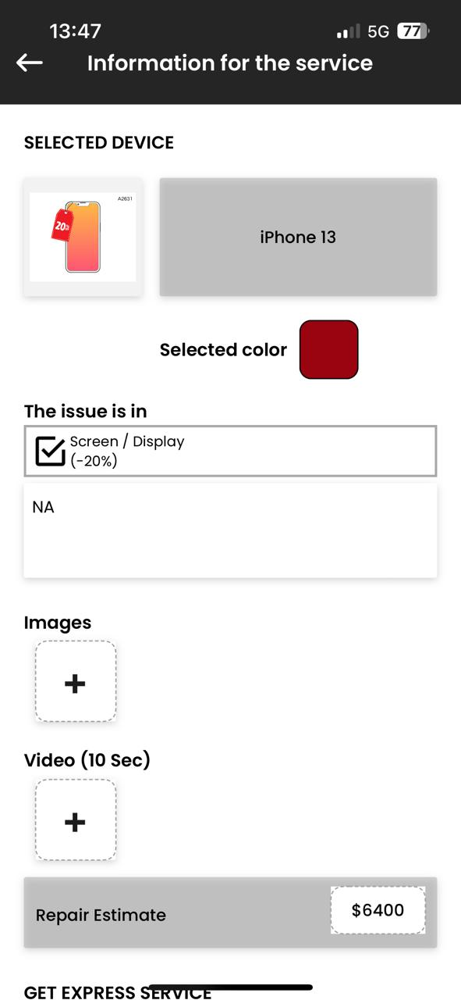 13:47
5G
77
Information for the service
SELECTED DEVICE
A2631
20%
iPhone 13
Selected color
The issue is in
Screen / Display
(-20%)
NA
Images
+
Video (10 Sec)
+
Repair Estimate
$6400
GET EXPRESS SERVICE